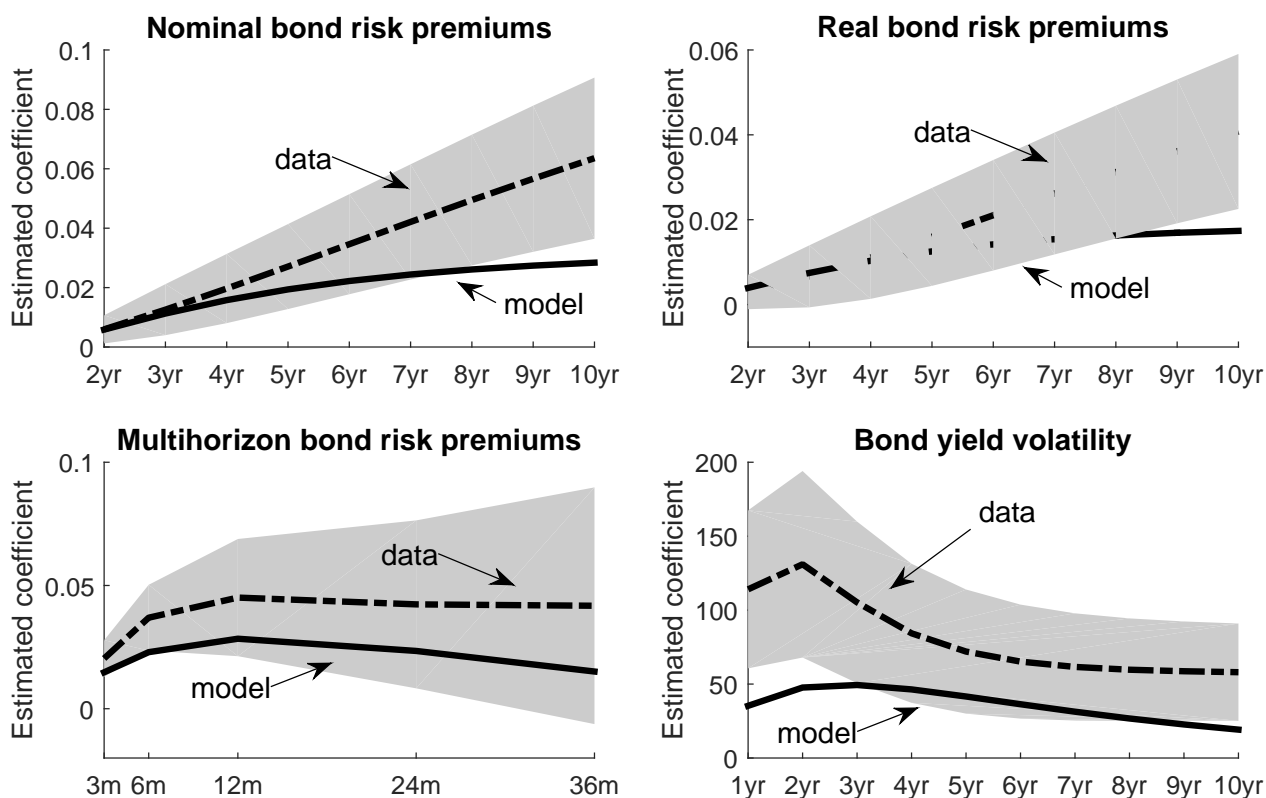 Nominal bond risk premiums
Estimated coefficient
0.1
0.08
0.06
0.04
0.02
0
data
model
2yr 3yr 4yr 5yr 6yr 7yr 8yr 9yr 10yr
Real bond risk premiums
Estimated coefficient
0.06
0.04
0.02
0
data
model
2yr 3yr 4yr 5yr 6yr 7yr 8yr 9yr 10yr
Multihorizon bond risk premiums
Estimated coefficient
0.1
0.05
0
data
model
3m 6m 12m 24m 36m
Bond yield volatility
Estimated coefficient
200
150
100
50
0
data
model
1yr 2yr 3yr 4yr 5yr 6yr 7yr 8yr 9yr 10yr